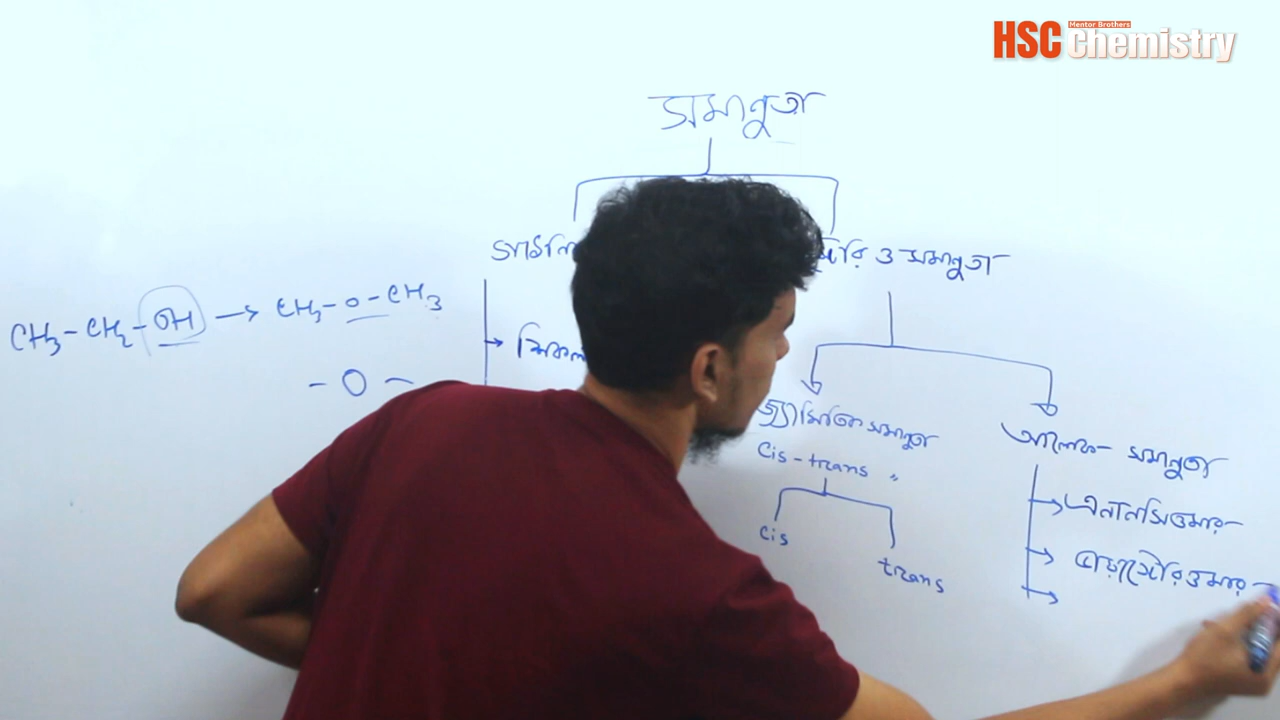 HSC Mentor Brothers Chemistry
সমানুতা
গাঠনি
রি ও সমানুতা
CH3 - CH2 - OH → CH3 - O - CH3
- O -
জ্যামিতিক সমানুতা
cis - trans "
cis
trans
আলোক সমানুতা
এনানসিওমার
ডায়াস্টেরিওমার